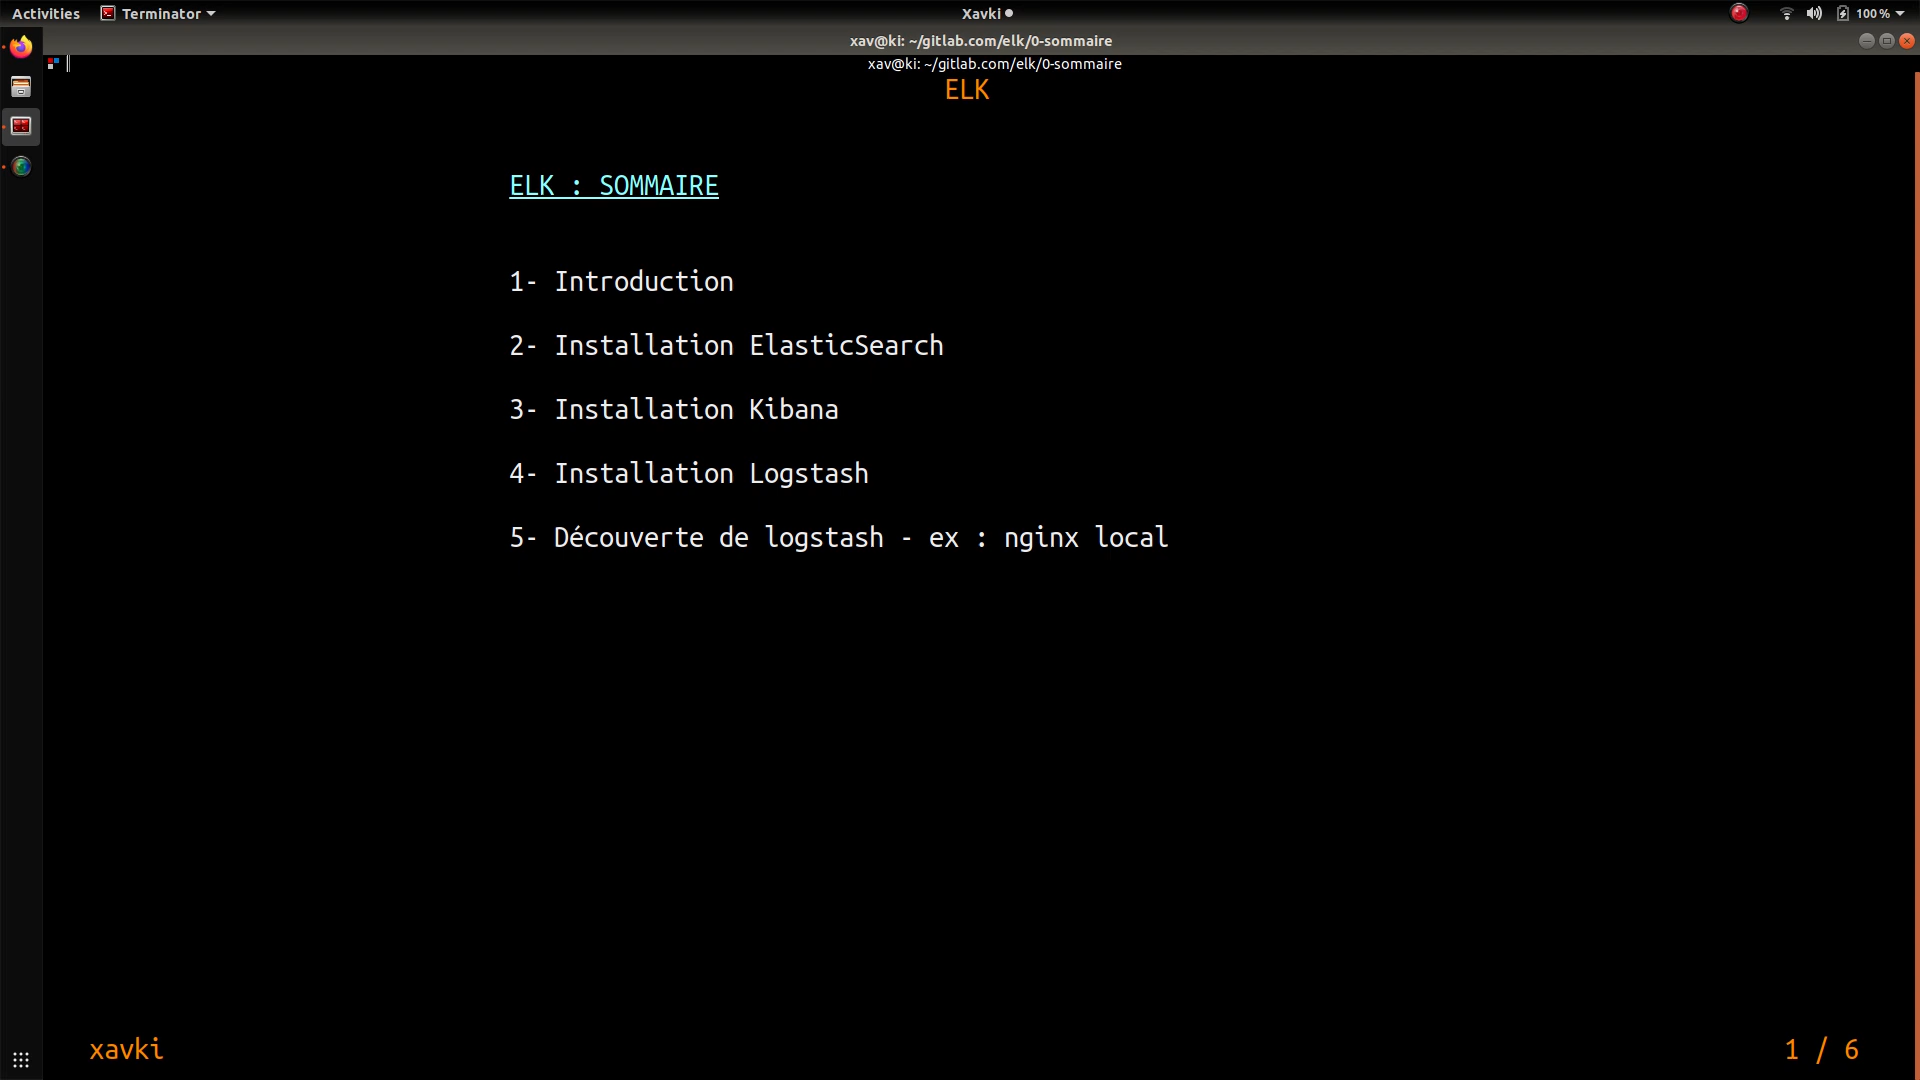 Activities Terminator Xavki 100 %
xav@ki: ~/gitlab.com/elk/0-sommaire
xav@ki: ~/gitlab.com/elk/0-sommaire
ELK
ELK : SOMMAIRE
1- Introduction
2- Installation ElasticSearch
3- Installation Kibana
4- Installation Logstash
5- Découverte de logstash - ex : nginx local
xavki 1 / 6